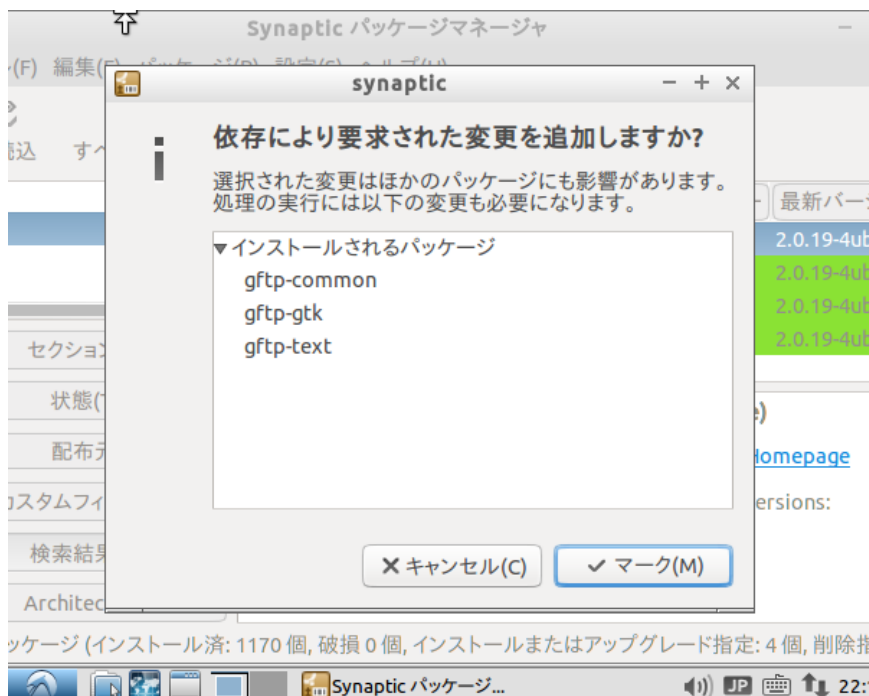 Synaptic パッケージマネージャ
(F) 編集(
synaptic
依存により要求された変更を追加しますか?
選択された変更はほかのパッケージにも影響があります。
処理の実行には以下の変更も必要になります。
インストールされるパッケージ
gftp-common
gftp-gtk
gftp-text
キャンセル(C)
マーク(M)
読込
すべ
最新バー
2.0.19-4ub
2.0.19-4ub
2.0.19-4ub
2.0.19-4ub
セクション
状態(
配布元
カスタムフィ
検索結果
Architec
e)
Homepage
ersions:
ッケージ (インストール済: 1170 個, 破損 0 個, インストールまたはアップグレード指定: 4 個, 削除指
Synaptic パッケージ...
JP
22: